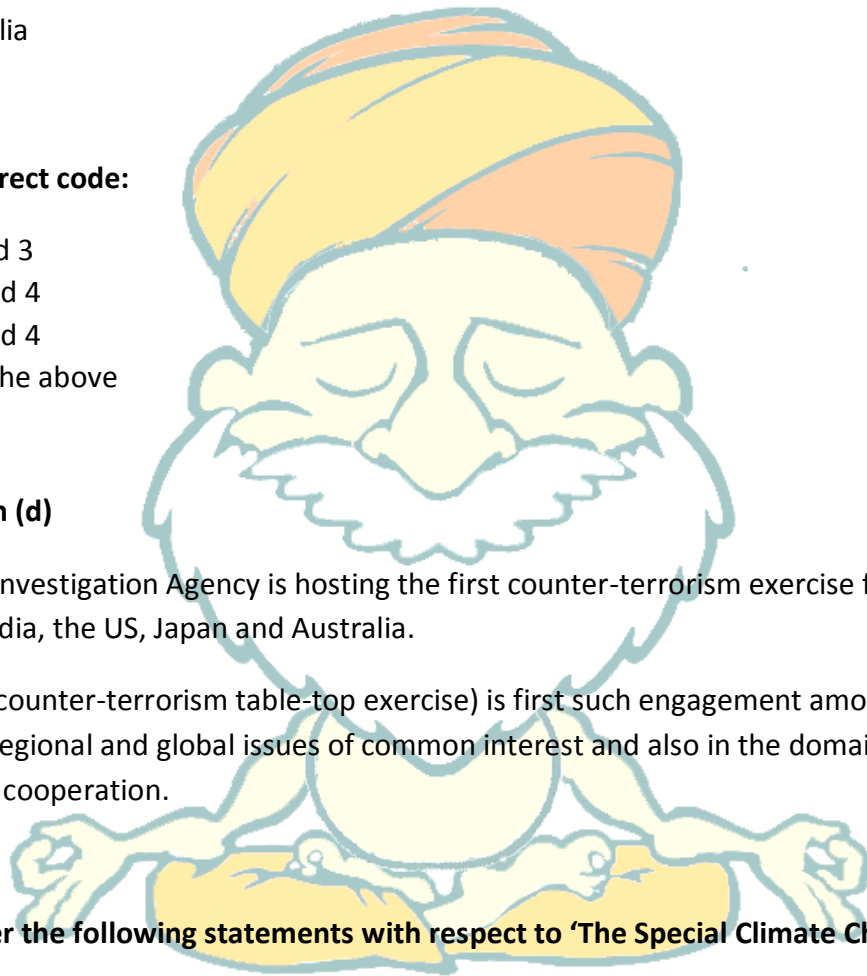 lia
rect code:
d 3
d 4
d 4
he above
n (d)
nvestigation Agency is hosting the first counter-terrorism exercise f
dia, the US, Japan and Australia.
counter-terrorism table-top exercise) is first such engagement amo
egional and global issues of common interest and also in the domai
cooperation.
er the following statements with respect to ‘The Special Climate Ch